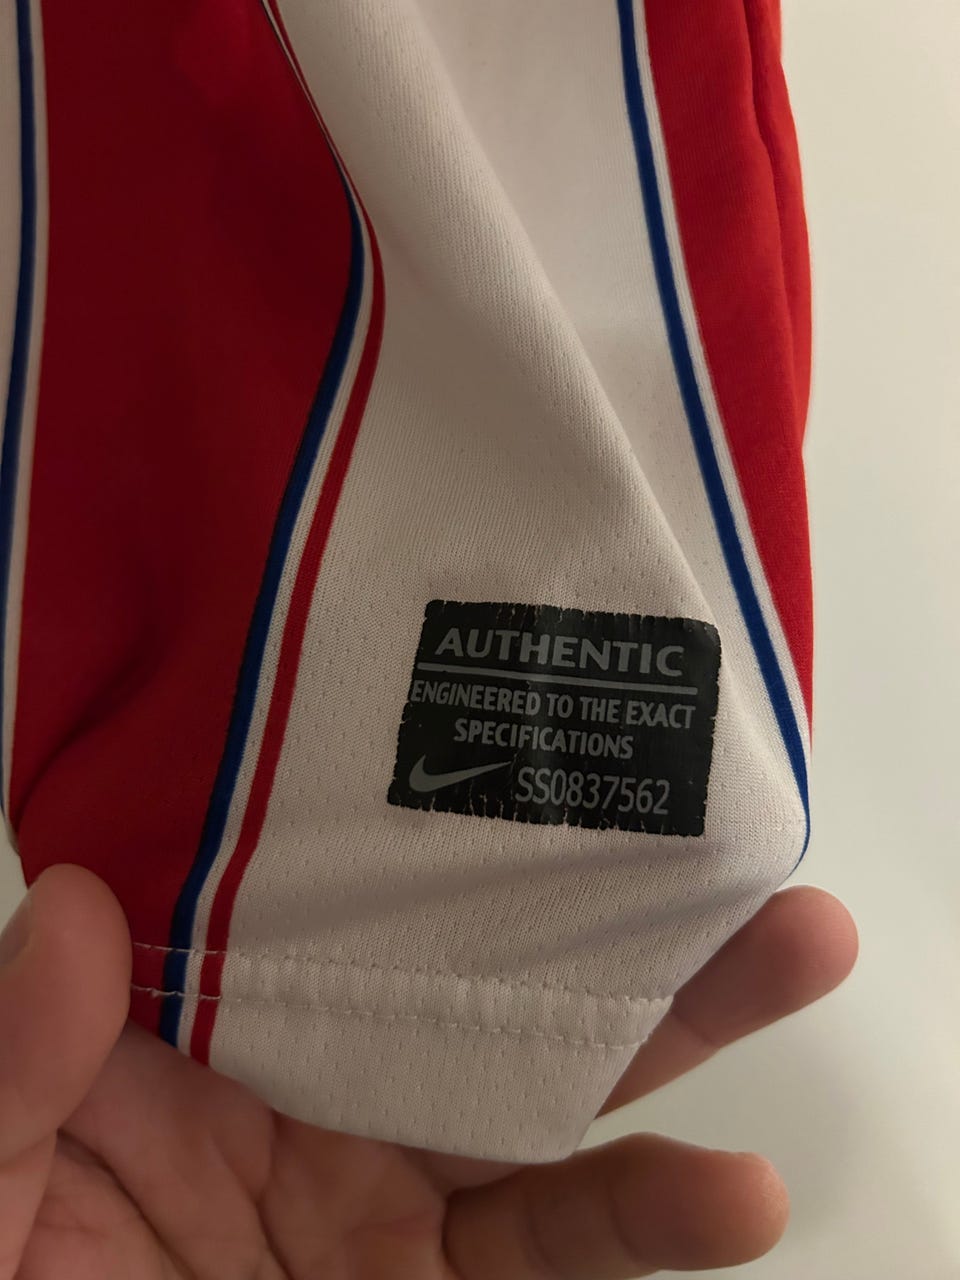 AUTHENTIC
ENGINEERED TO THE EXACT
SPECIFICATIONS
SS0837562